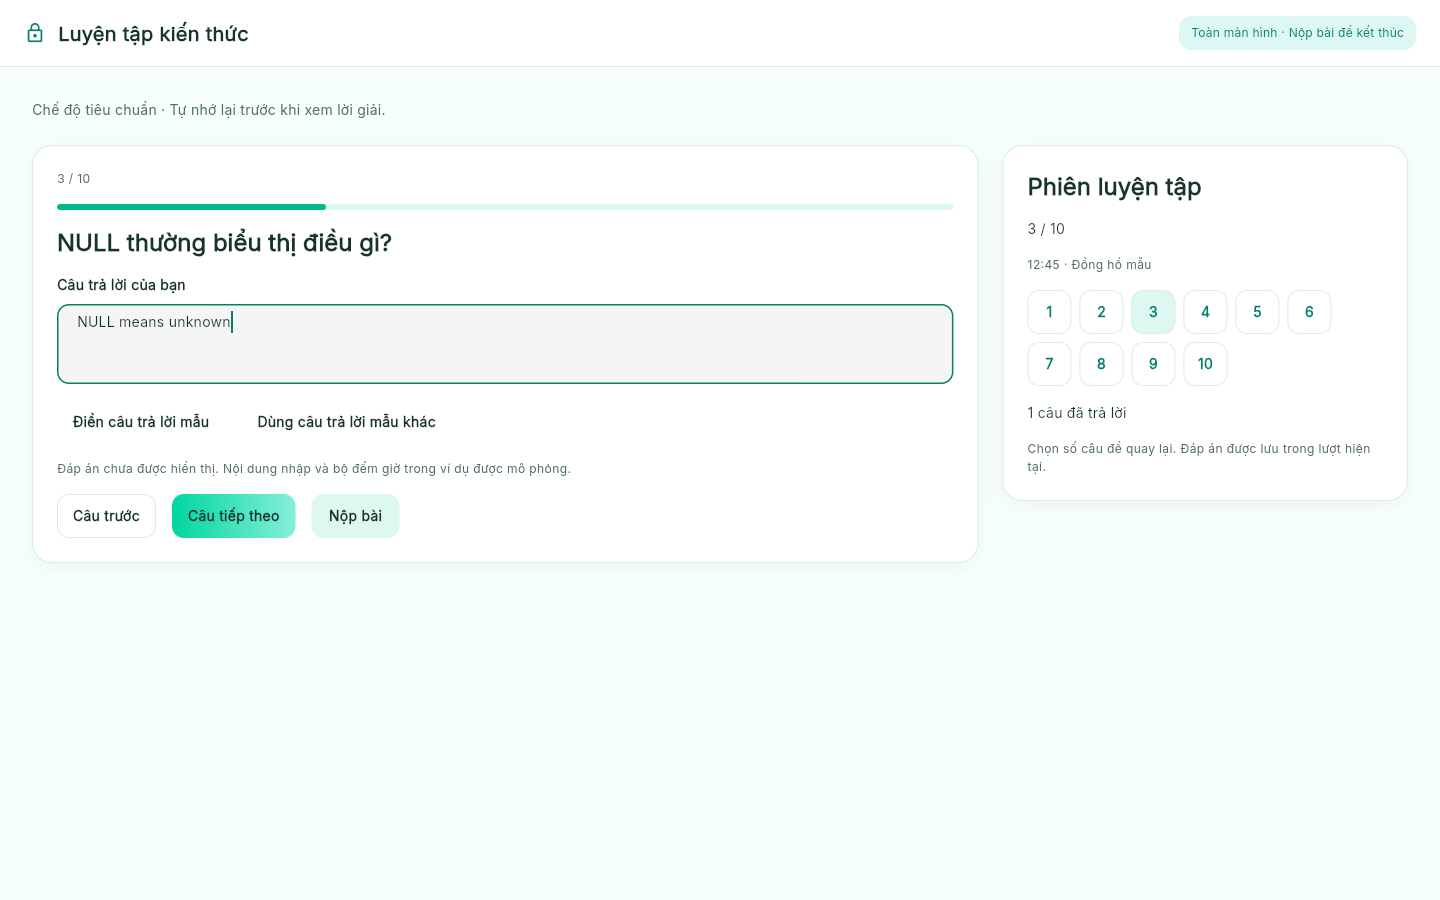 Luyện tập kiến thức
Toàn màn hình · Nộp bài để kết thúc
Chế độ tiêu chuẩn · Tự nhớ lại trước khi xem lời giải.
3 / 10
NULL thường biểu thị điều gì?
Câu trả lời của bạn
NULL means unknown
Điền câu trả lời mẫu
Dùng câu trả lời mẫu khác
Đáp án chưa được hiển thị. Nội dung nhập và bộ đếm giờ trong ví dụ được mô phỏng.
Câu trước
Câu tiếp theo
Nộp bài
Phiên luyện tập
3 / 10
12:45 · Đồng hồ mẫu
1 2 3 4 5 6
7 8 9 10
1 câu đã trả lời
Chọn số câu để quay lại. Đáp án được lưu trong lượt hiện
tại.